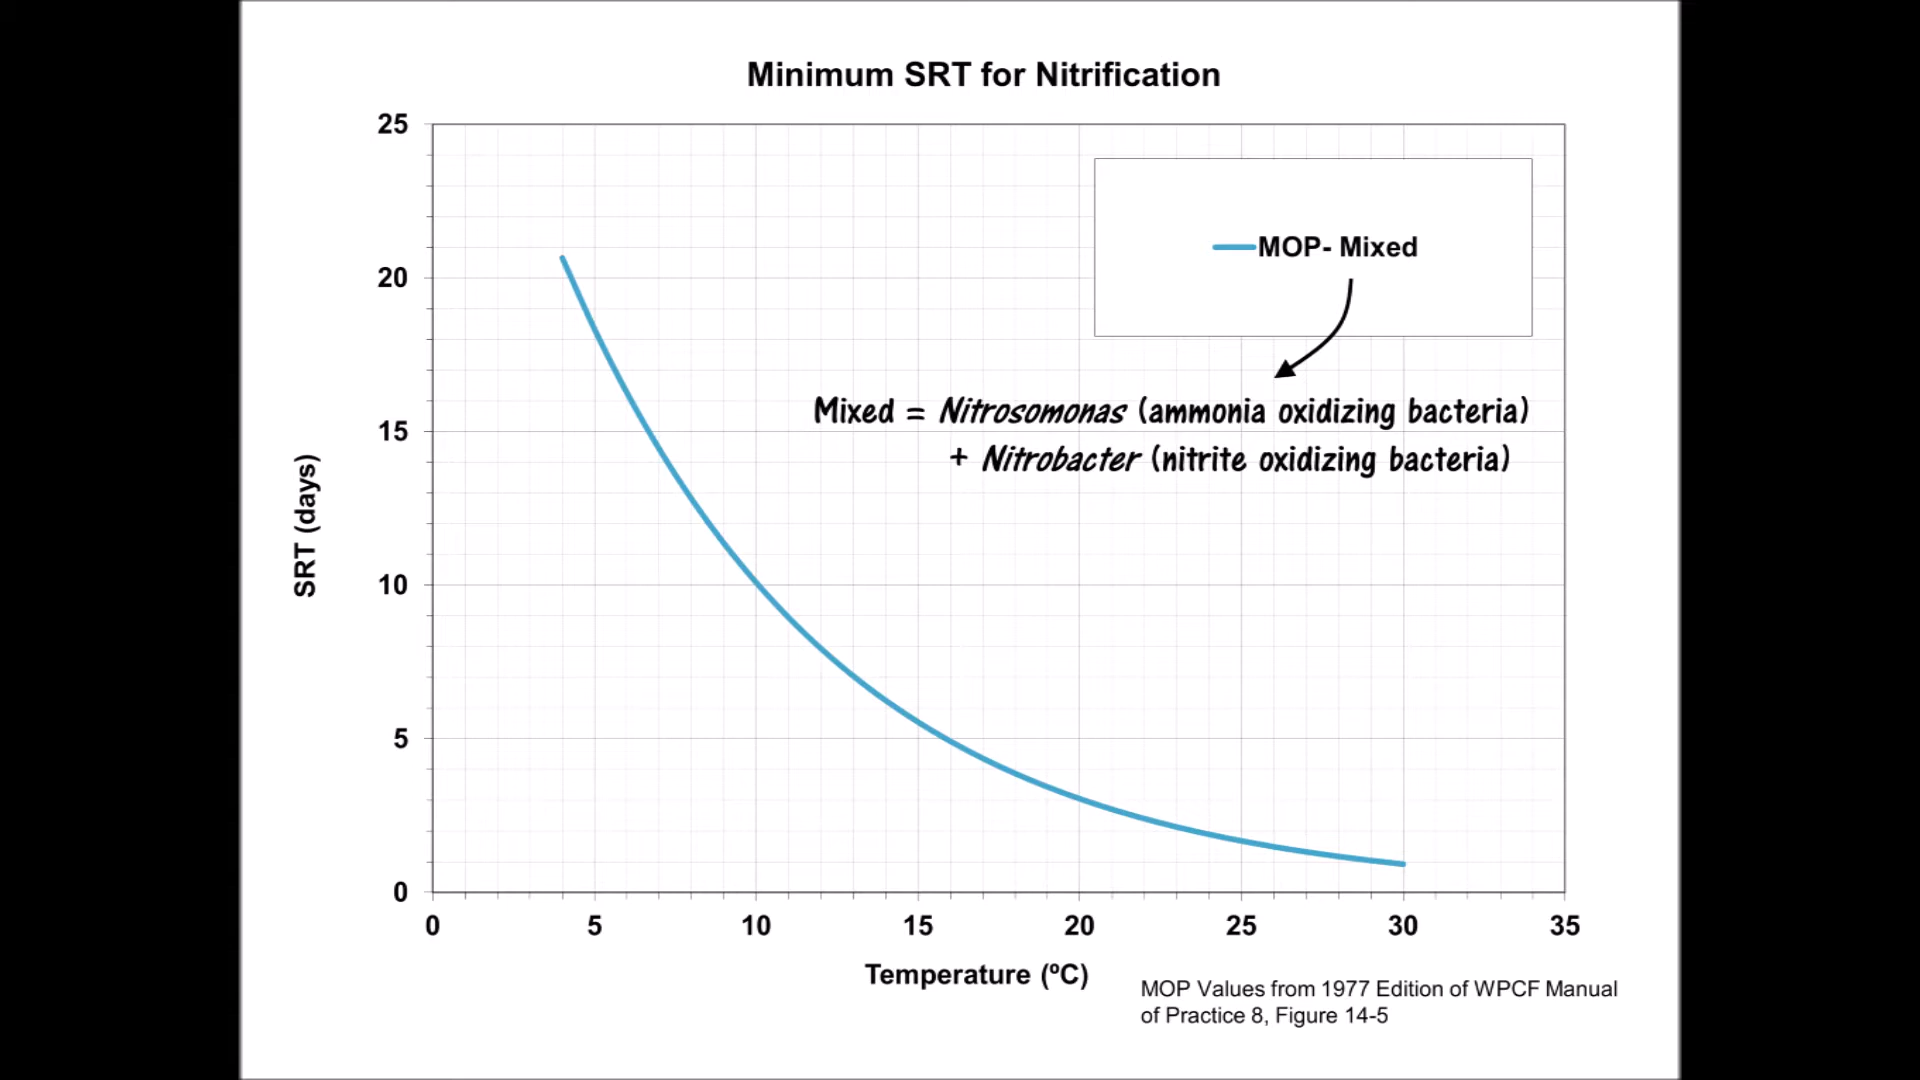 Minimum SRT for Nitrification
25
20
15
10
5
0
SRT (days)
MOP- Mixed
Mixed = Nitrosomonas (ammonia oxidizing bacteria)
+ Nitrobacter (nitrite oxidizing bacteria)
0 5 10 15 20 25 30 35
Temperature (ºC)
MOP Values from 1977 Edition of WPCF Manual
of Practice 8, Figure 14-5